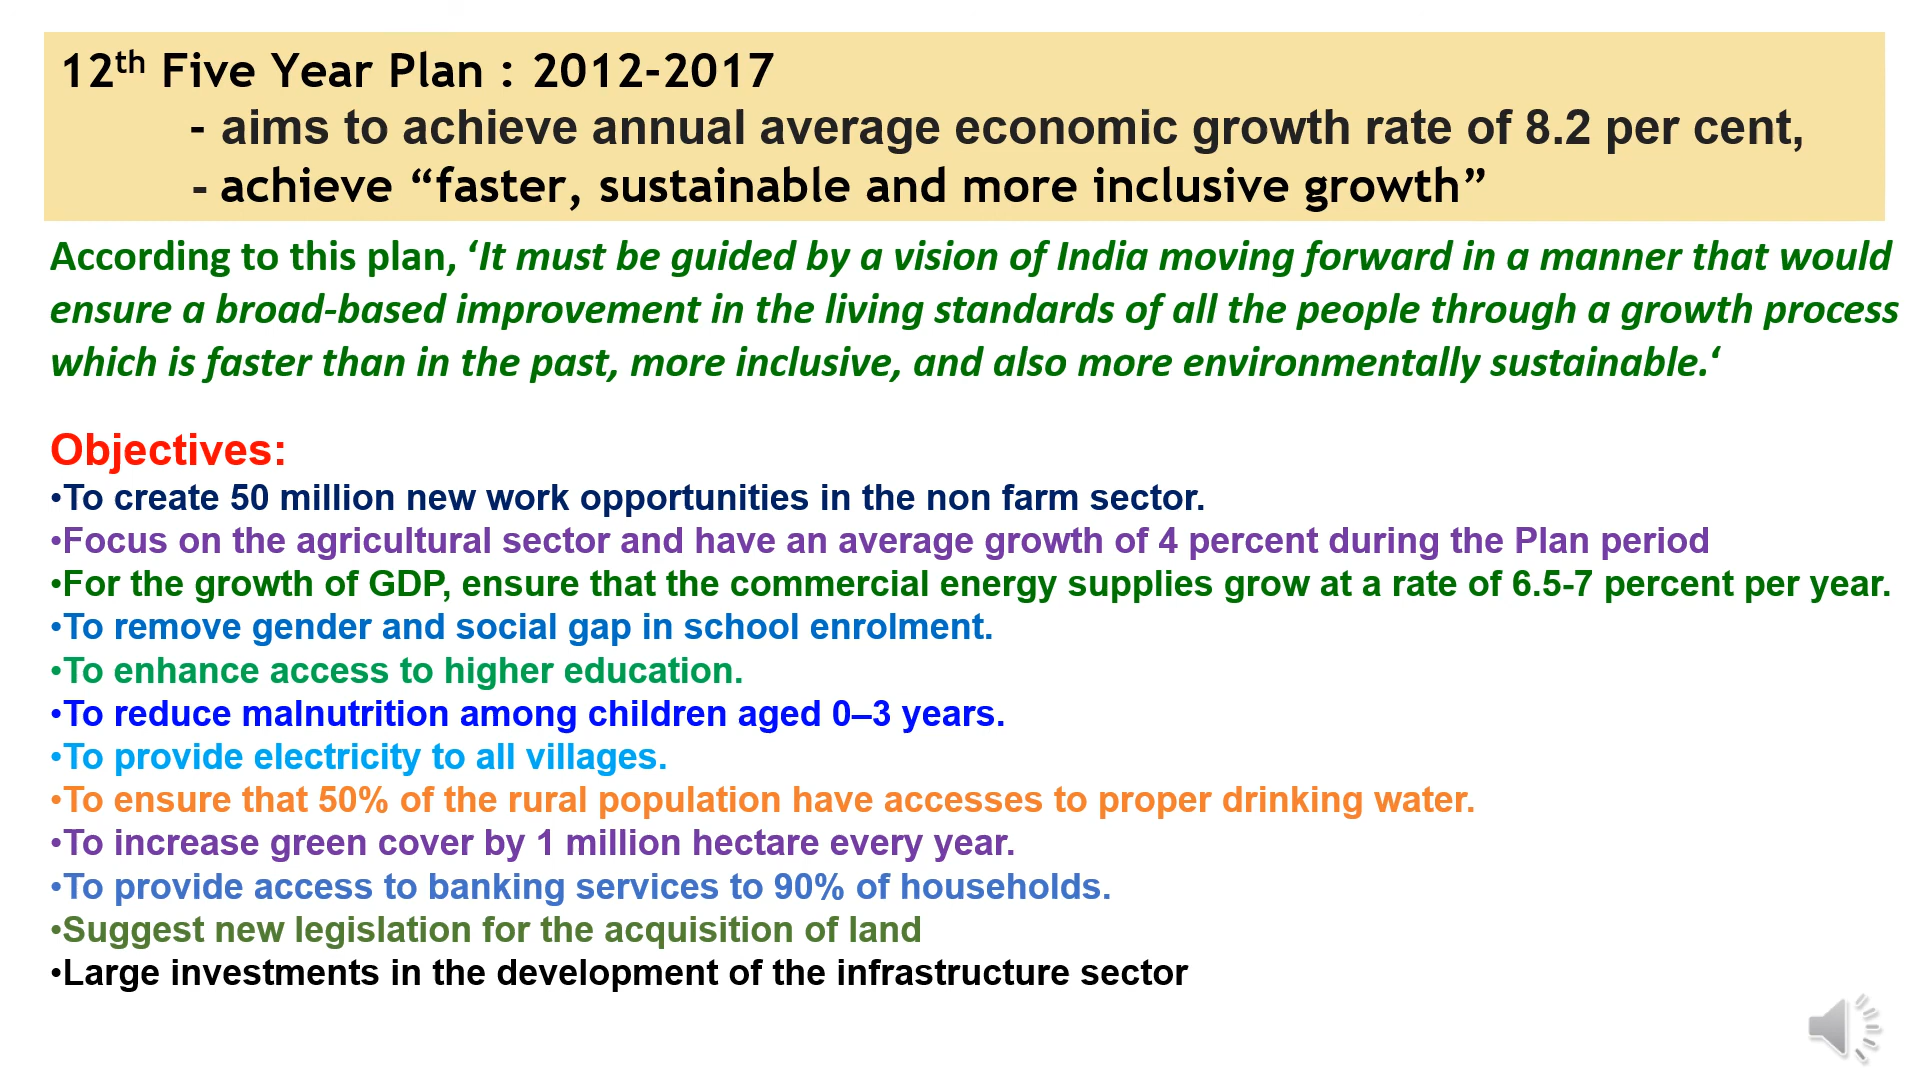 12th Five Year Plan : 2012-2017
- aims to achieve annual average economic growth rate of 8.2 per cent,
- achieve “faster, sustainable and more inclusive growth”
According to this plan, ‘It must be guided by a vision of India moving forward in a manner that would
ensure a broad-based improvement in the living standards of all the people through a growth process
which is faster than in the past, more inclusive, and also more environmentally sustainable.‘
Objectives:
•To create 50 million new work opportunities in the non farm sector.
•Focus on the agricultural sector and have an average growth of 4 percent during the Plan period
•For the growth of GDP, ensure that the commercial energy supplies grow at a rate of 6.5-7 percent per year.
•To remove gender and social gap in school enrolment.
•To enhance access to higher education.
•To reduce malnutrition among children aged 0–3 years.
•To provide electricity to all villages.
•To ensure that 50% of the rural population have accesses to proper drinking water.
•To increase green cover by 1 million hectare every year.
•To provide access to banking services to 90% of households.
•Suggest new legislation for the acquisition of land
•Large investments in the development of the infrastructure sector